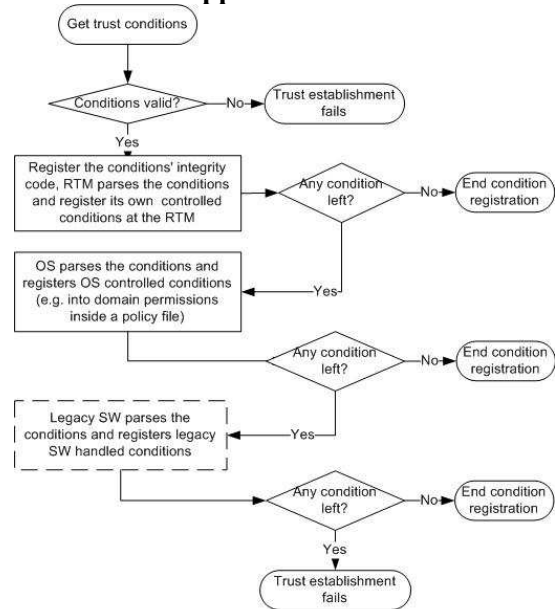 Get trust conditions
Conditions valid?
No
Trust establishment
fails
Yes
Register the conditions' integrity
code, RTM parses the conditions
and register its own controlled
conditions at the RTM
Any condition
left?
No
End condition
registration
Yes
OS parses the conditions and
registers OS controlled conditions
(e.g. into domain permissions
inside a policy file)
Any condition
left?
No
End condition
registration
Yes
Legacy SW parses the
conditions and registers legacy
SW handled conditions
Any condition
left?
No
End condition
registration
Yes
Trust establishment
fails